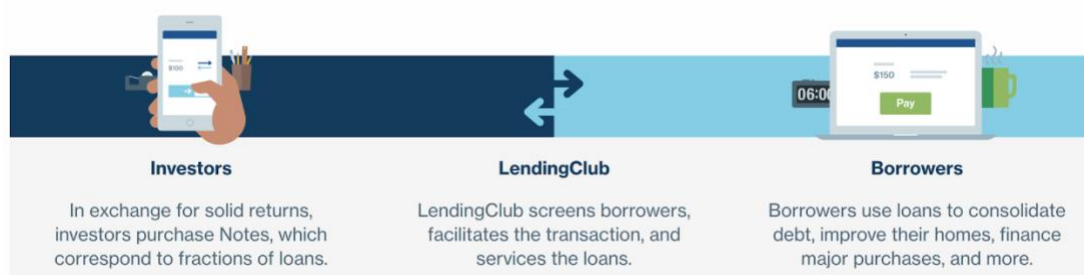 $100
$150
06:00
Pay
Investors
LendingClub
Borrowers
In exchange for solid returns,
investors purchase Notes, which
correspond to fractions of loans.
LendingClub screens borrowers,
facilitates the transaction, and
services the loans.
Borrowers use loans to consolidate
debt, improve their homes, finance
major purchases, and more.